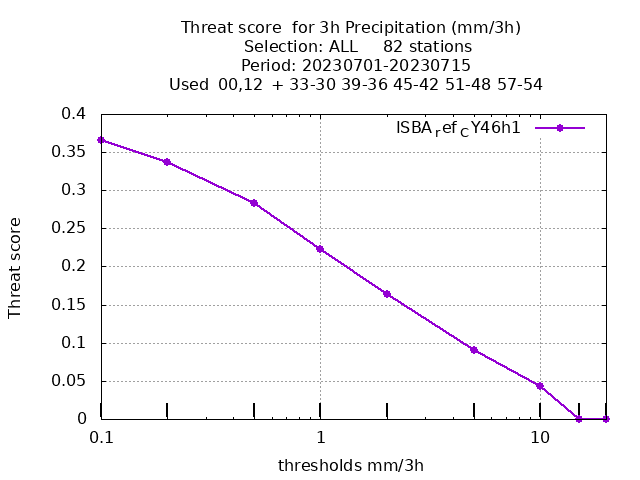 Threat score  for 3h Precipitation (mm/3h)
Selection: ALL     82 stations
Period: 20230701-20230715
Used  00,12  + 33-30 39-36 45-42 51-48 57-54
ISBAref CY46h1
0.4
0.35
0.3
0.25
0.2
0.15
0.1
0.05
0
Threat score
0.1
1
10
thresholds mm/3h